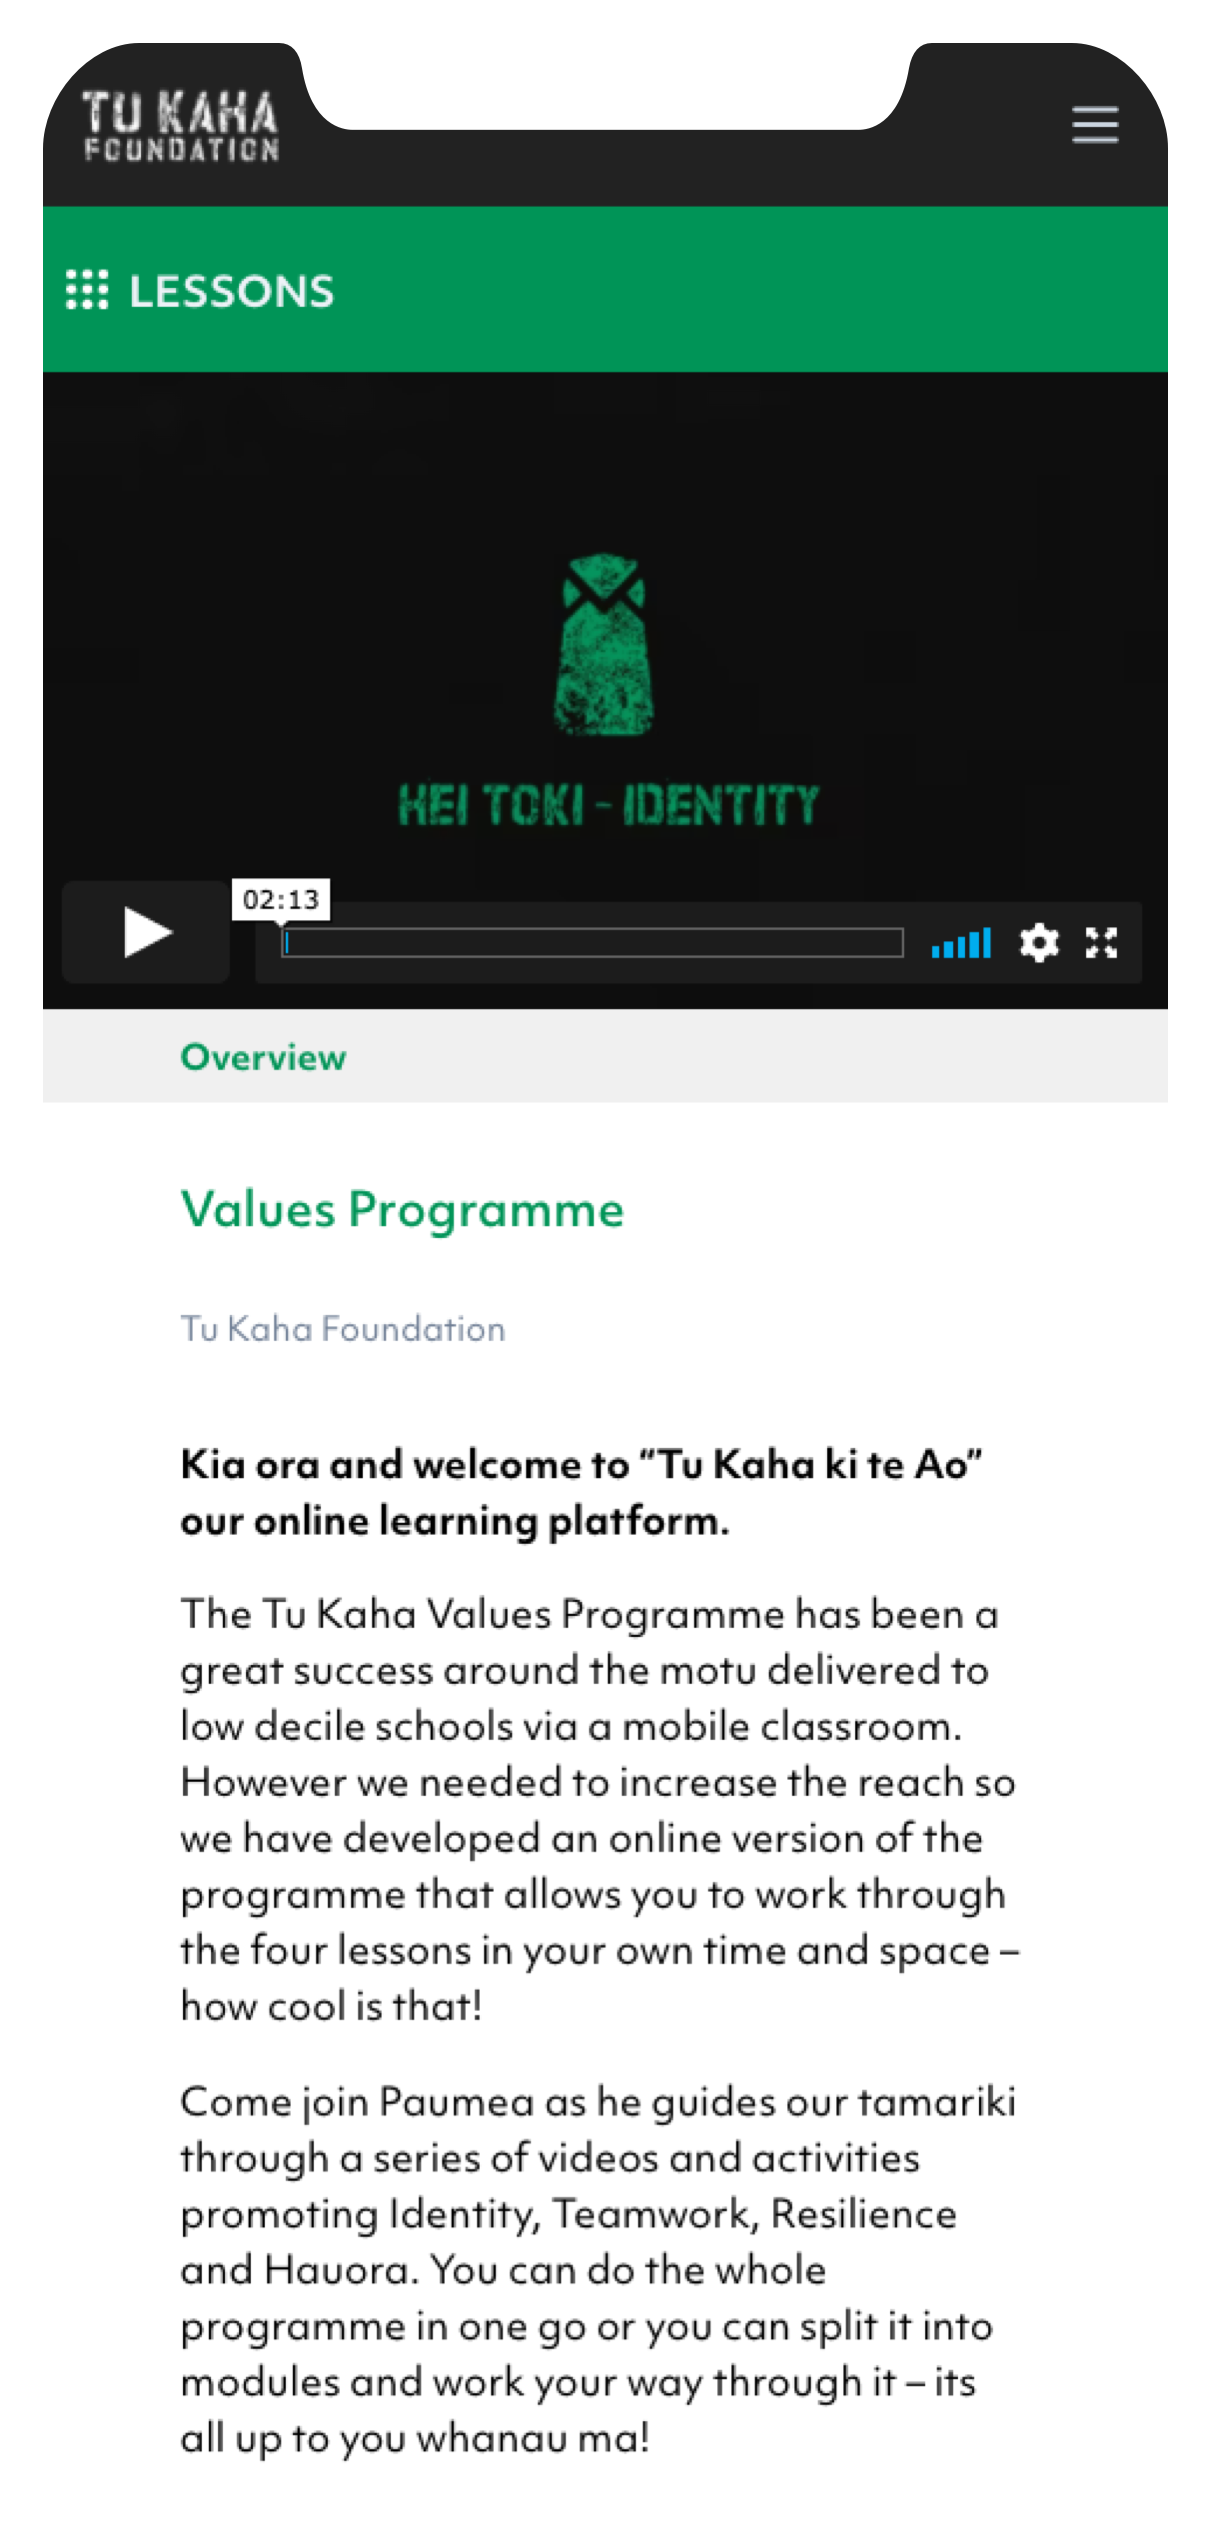 TU KAHA
FOUNDATION
LESSONS
HEI TOKI - IDENTITY
02:13
Overview
Values Programme
Tu Kaha Foundation
Kia ora and welcome to “Tu Kaha ki te Ao”
our online learning platform.
The Tu Kaha Values Programme has been a
great success around the motu delivered to
low decile schools via a mobile classroom.
However we needed to increase the reach so
we have developed an online version of the
programme that allows you to work through
the four lessons in your own time and space –
how cool is that!
Come join Paumea as he guides our tamariki
through a series of videos and activities
promoting Identity, Teamwork, Resilience
and Hauora. You can do the whole
programme in one go or you can split it into
modules and work your way through it – its
all up to you whanau ma!